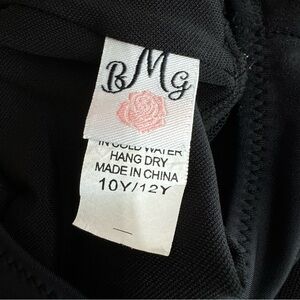 BMG
IN COLD WATER
HANG DRY
MADE IN CHINA
10Y/12Y